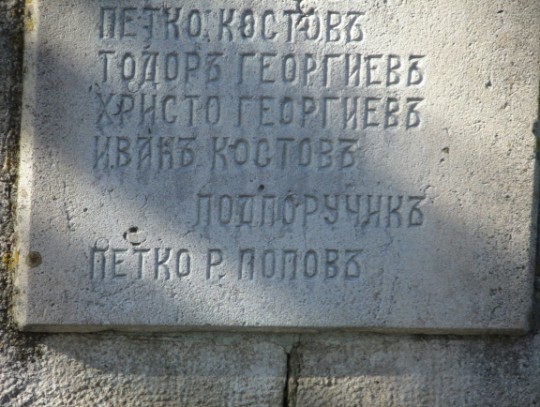 ПЕТКО КОСТОВЪ
ТОДОРЪ ГЕОРГИЕВЪ
ХРИСТО ГЕОРГИЕВЪ
ИВАНЪ КОСТОВЪ
ПОДПОРУЧИКЪ
ПЕТКО Р. ПОПОВЪ